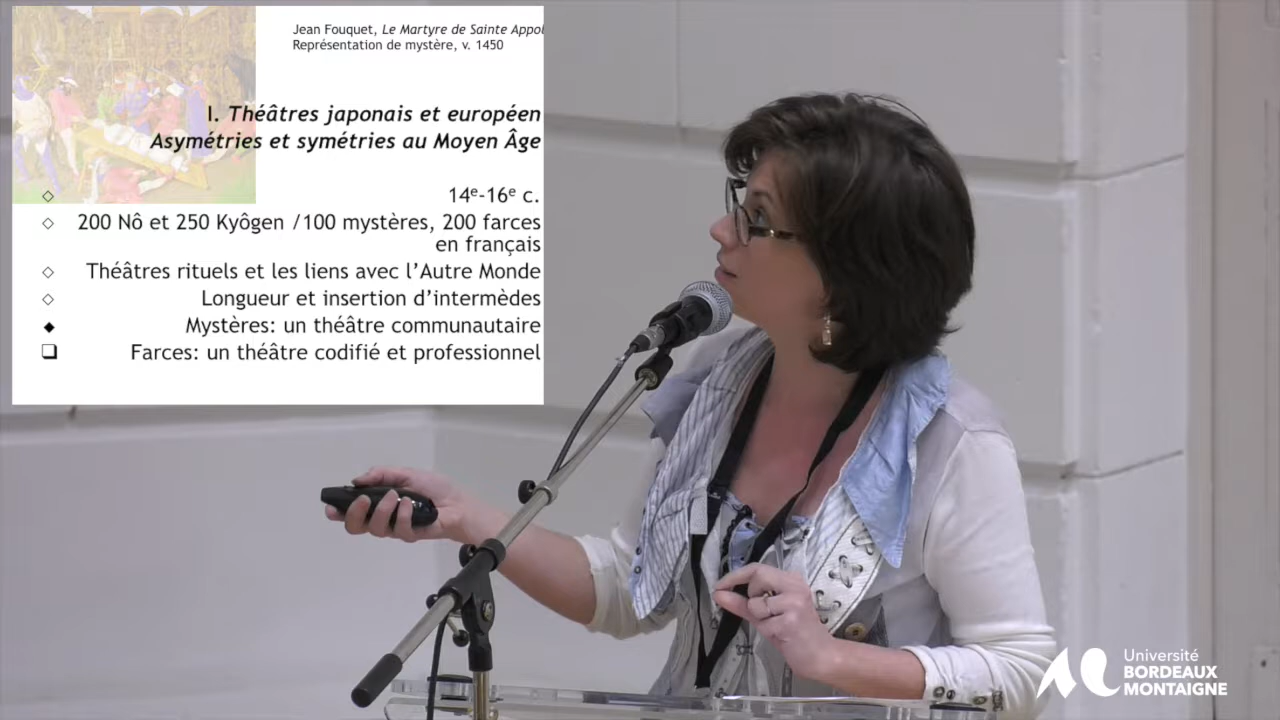 Jean Fouquet, Le Martyre de Sainte Appol
Représentation de mystère, v. 1450
I. Théâtres japonais et européen
Asymétries et symétries au Moyen Âge
◇ 14e-16e c.
◇ 200 Nô et 250 Kyôgen /100 mystères, 200 farces
en français
◇ Théâtres rituels et les liens avec l'Autre Monde
◇ Longueur et insertion d'intermèdes
◆ Mystères: un théâtre communautaire
❑ Farces: un théâtre codifié et professionnel
Université
BORDEAUX
MONTAIGNE